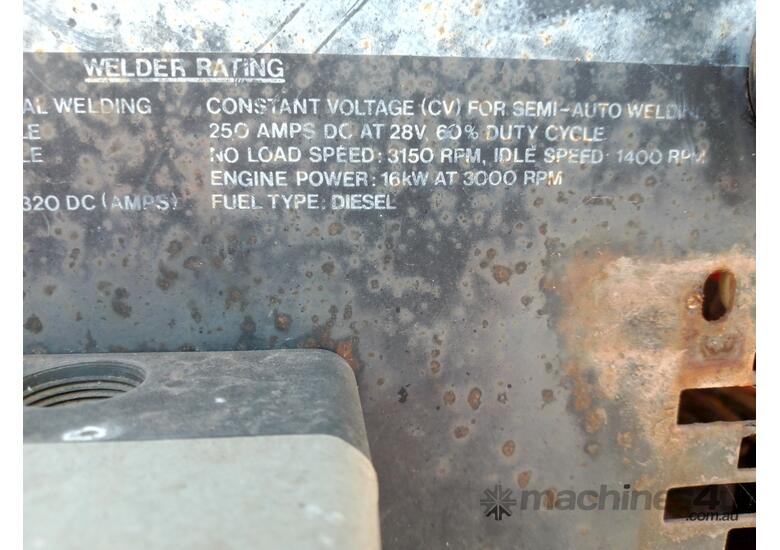 WELDER RATING
AL WELDING CONSTANT VOLTAGE (CV) FOR SEMI-AUTO WELDIN
LE 250 AMPS DC AT 28V, 60% DUTY CYCLE
LE NO LOAD SPEED: 3150 RPM, IDLE SPEED: 1400 RPM
ENGINE POWER: 16kW AT 3000 RPM
320 DC (AMPS) FUEL TYPE: DIESEL
machines4u
.com.au